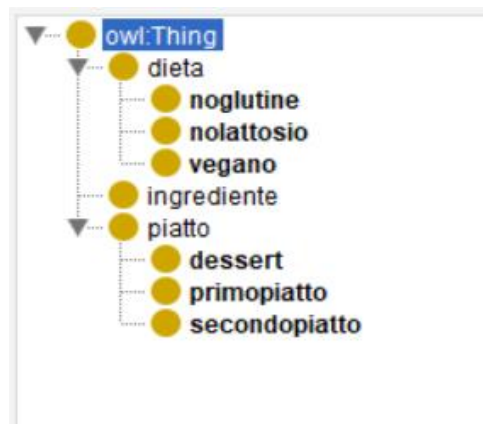 owl:Thing
dieta
noglutine
nolattosio
vegano
ingrediente
piatto
dessert
primopiatto
secondopiatto